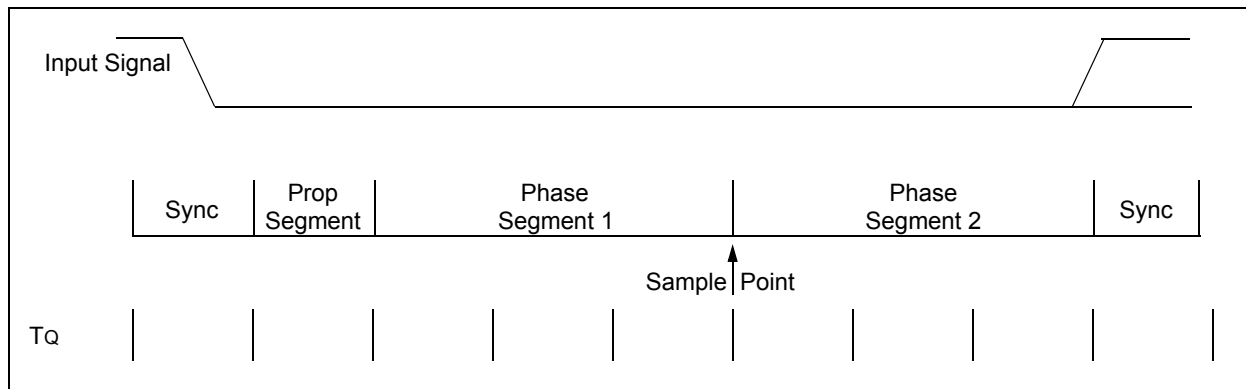 Input Signal
Sync
Prop
Segment
Phase
Segment 1
Phase
Segment 2
Sync
Sample Point
TQ